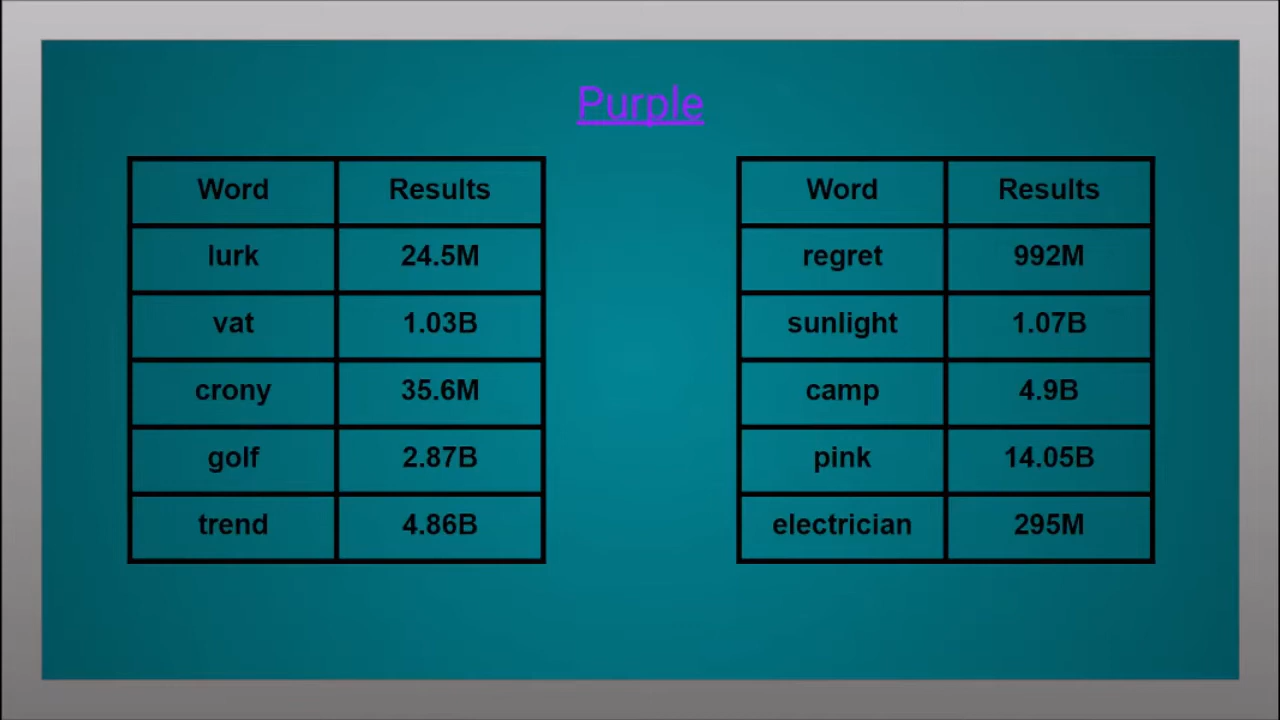 Purple
Word Results
lurk 24.5M
vat 1.03B
crony 35.6M
golf 2.87B
trend 4.86B
Word Results
regret 992M
sunlight 1.07B
camp 4.9B
pink 14.05B
electrician 295M